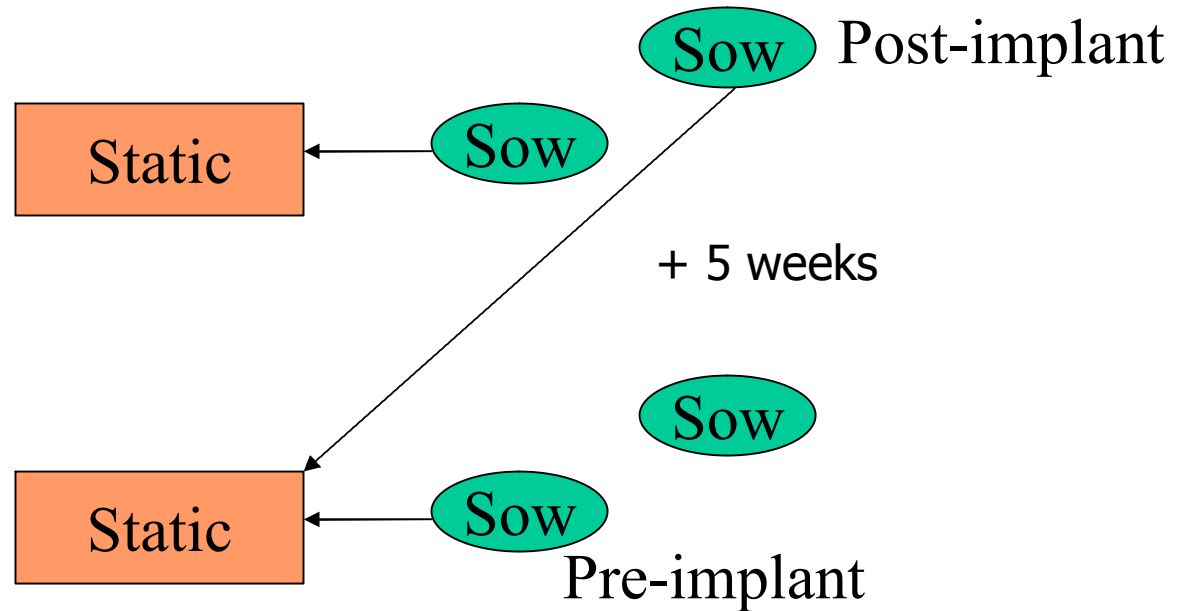 Sow Post-implant
Static Sow
+ 5 weeks
Sow
Static Sow
Pre-implant